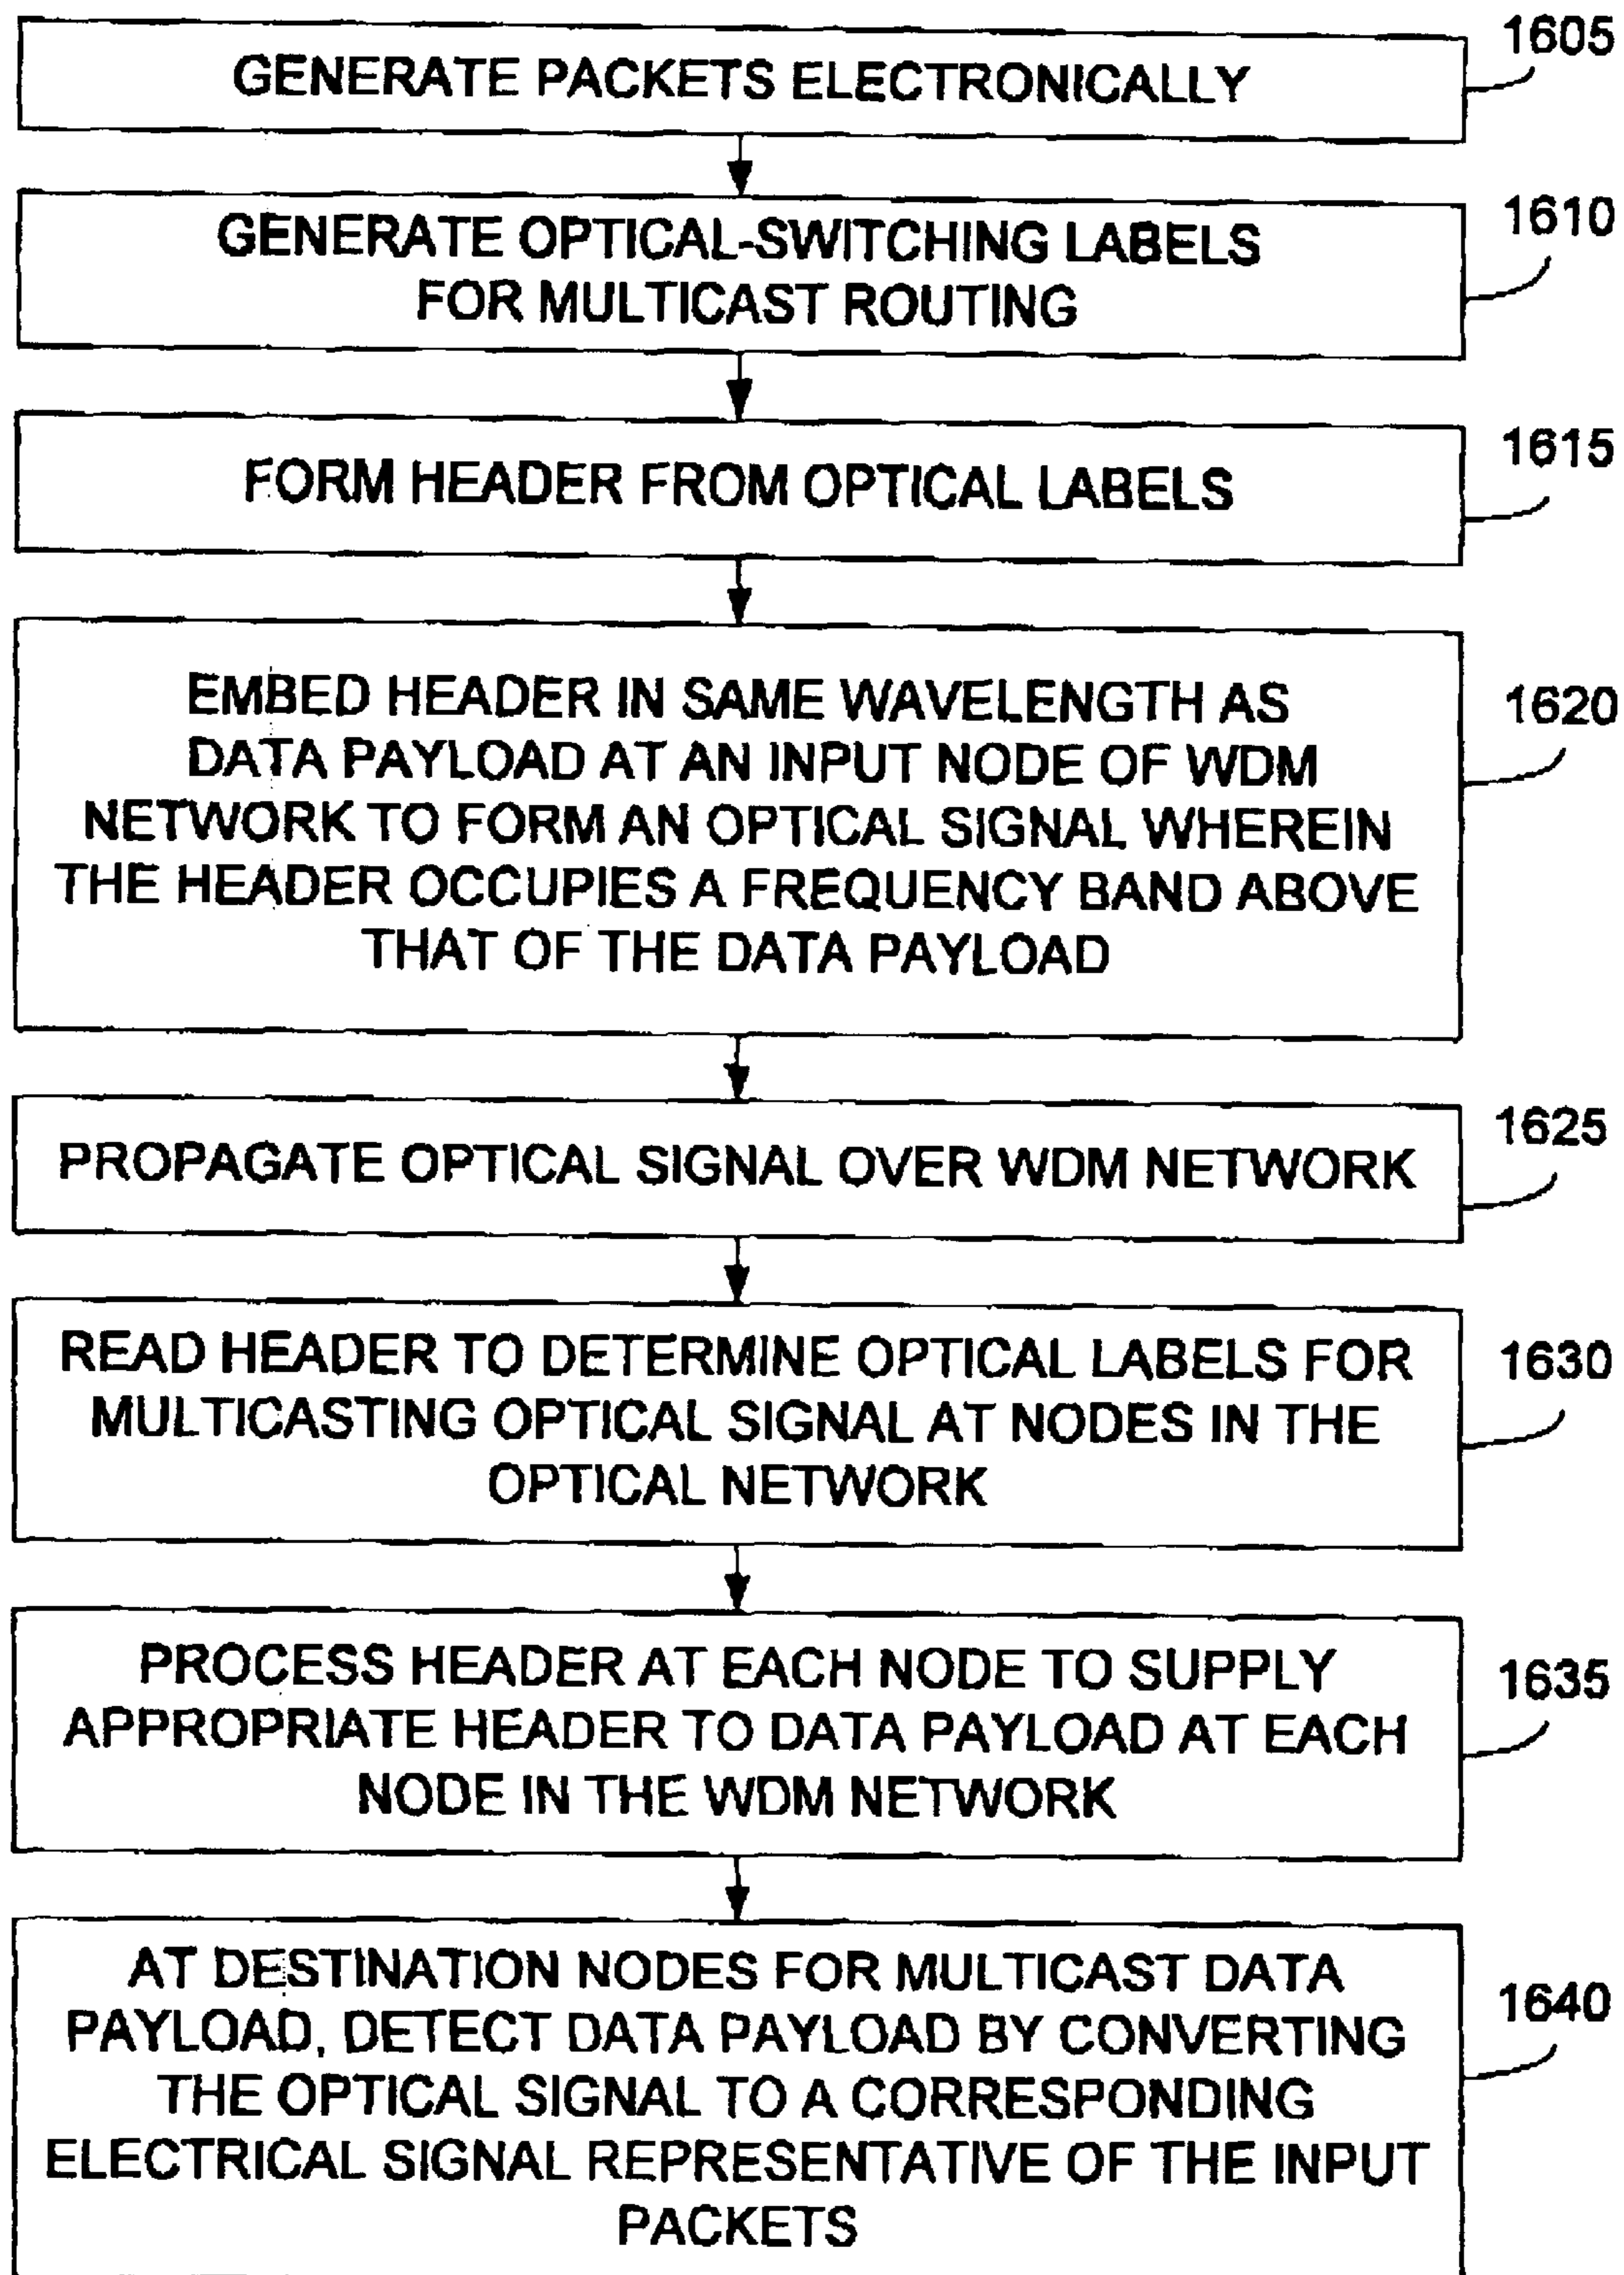 GENERATE PACKETS ELECTRONICALLY
1605
GENERATE OPTICAL-SWITCHING LABELS
FOR MULTICAST ROUTING
1610
FORM HEADER FROM OPTICAL LABELS
1615
EMBED HEADER IN SAME WAVELENGTH AS
DATA PAYLOAD AT AN INPUT NODE OF WDM
NETWORK TO FORM AN OPTICAL SIGNAL WHEREIN
THE HEADER OCCUPIES A FREQUENCY BAND ABOVE
THAT OF THE DATA PAYLOAD
1620
PROPAGATE OPTICAL SIGNAL OVER WDM NETWORK
1625
READ HEADER TO DETERMINE OPTICAL LABELS FOR
MULTICASTING OPTICAL SIGNAL AT NODES IN THE
OPTICAL NETWORK
1630
PROCESS HEADER AT EACH NODE TO SUPPLY
APPROPRIATE HEADER TO DATA PAYLOAD AT EACH
NODE IN THE WDM NETWORK
1635
AT DESTINATION NODES FOR MULTICAST DATA
PAYLOAD, DETECT DATA PAYLOAD BY CONVERTING
THE OPTICAL SIGNAL TO A CORRESPONDING
ELECTRICAL SIGNAL REPRESENTATIVE OF THE INPUT
PACKETS
1640